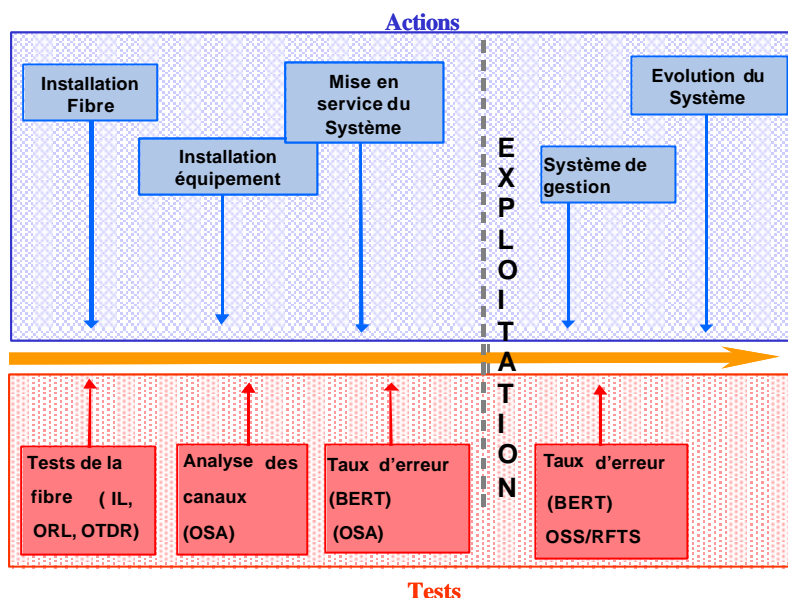 Actions
Installation
Fibre
Installation
équipement
Mise en
service du
Système
EXPLOITATION
Système de
gestion
Evolution du
Système
Tests de la
fibre ( IL,
ORL, OTDR)
Analyse des
canaux
(OSA)
Taux d'erreur
(BERT)
(OSA)
Taux d'erreur
(BERT)
OSS/RFTS
Tests